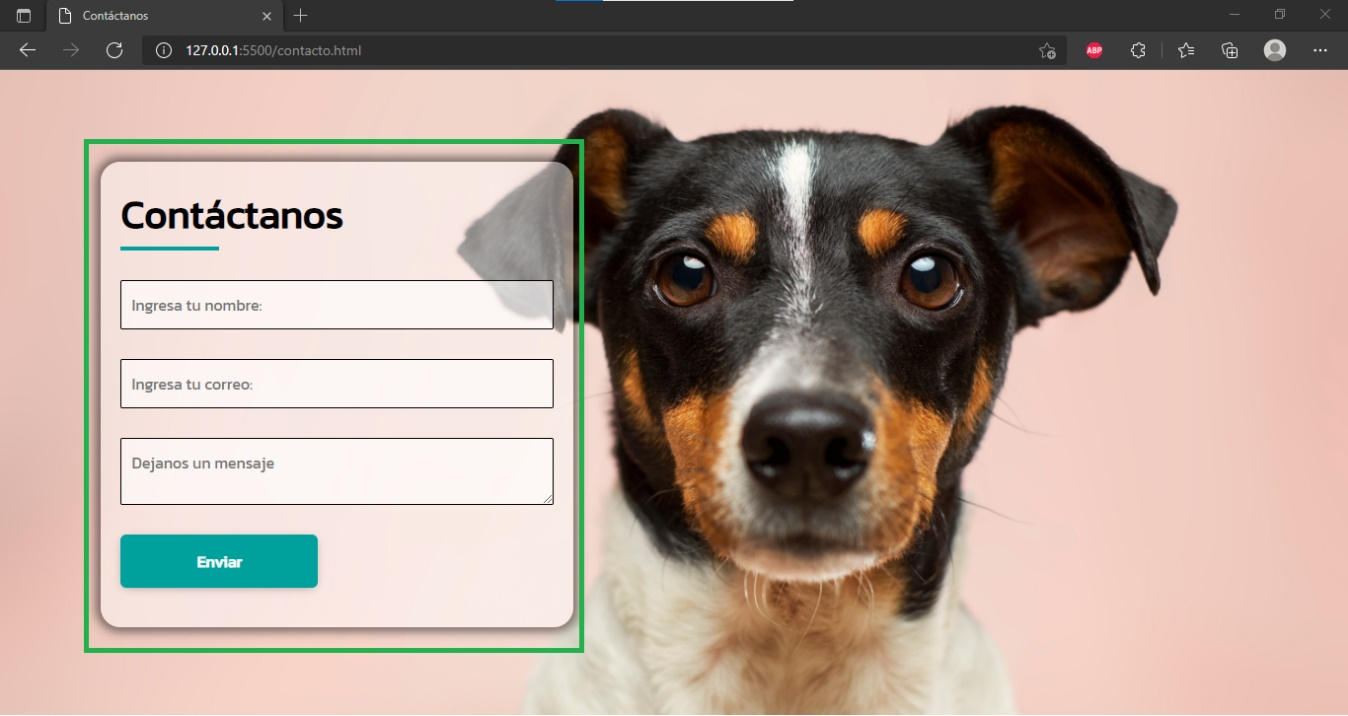 Contáctanos
127.0.0.1:5500/contacto.html
ABP
Contáctanos
Ingresa tu nombre:
Ingresa tu correo:
Dejanos un mensaje
Enviar